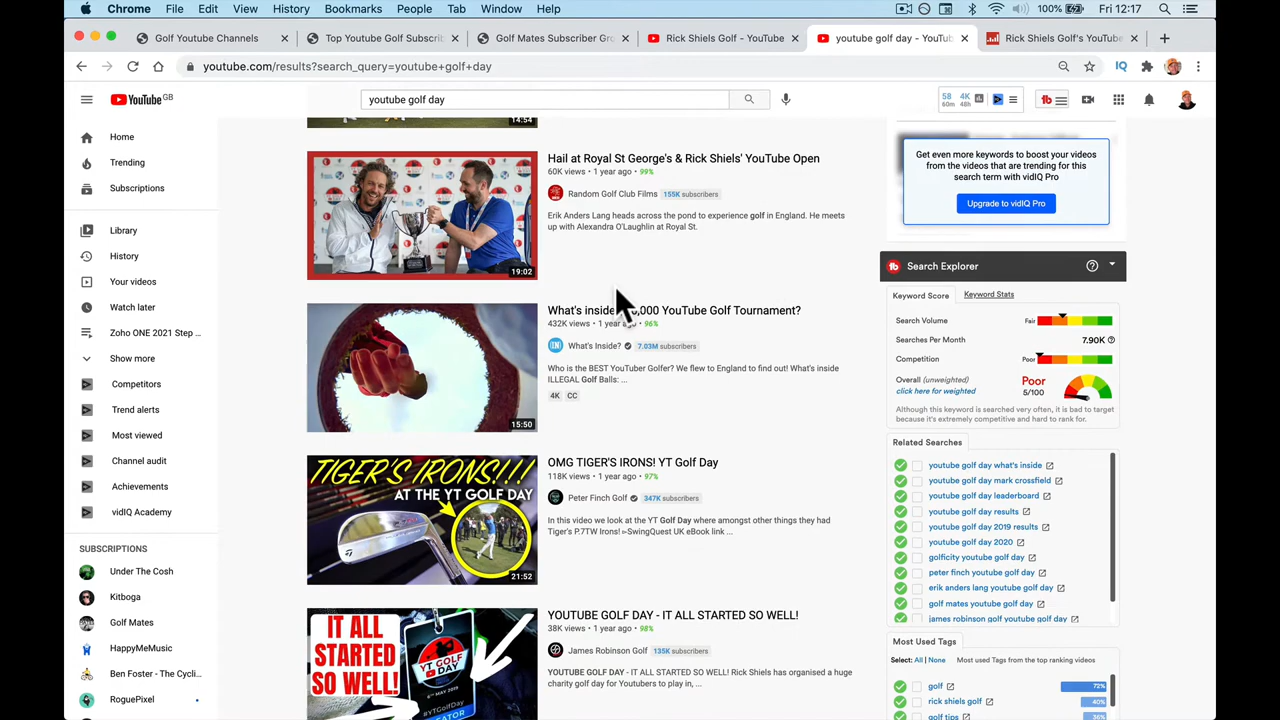 Chrome File Edit View History Bookmarks People Tab Window Help 100% Fri 12:17
Golf Youtube Channels Top Youtube Golf Subscrib Golf Mates Subscriber Gro Rick Shiels Golf - YouTube youtube golf day - YouTub Rick Shiels Golf's YouTube
youtube.com/results?search_query=youtube+golf+day IQ
YouTube GB
youtube golf day
58 60m 4K 48h tb
Home
Trending
Subscriptions
Library
History
Your videos
Watch later
Zoho ONE 2021 Step ...
Show more
Competitors
Trend alerts
Most viewed
Channel audit
Achievements
vidIQ Academy
SUBSCRIPTIONS
Under The Cosh
Kitboga
Golf Mates
HappyMeMusic
Ben Foster - The Cycli...
RoguePixel
14:54
19:02
Hail at Royal St George's & Rick Shiels' YouTube Open
60K views • 1 year ago • 99%
Random Golf Club Films 155K subscribers
Erik Anders Lang heads across the pond to experience golf in England. He meets
up with Alexandra O'Laughlin at Royal St.
15:50
What's inside ,000 YouTube Golf Tournament?
432K views • 1 year ago • 96%
What's Inside? 7.03M subscribers
Who is the BEST YouTuber Golfer? We flew to England to find out! What's inside
ILLEGAL Golf Balls: ...
4K CC
TIGER'S IRONS!!!
AT THE YT GOLF DAY
21:52
OMG TIGER'S IRONS! YT Golf Day
118K views • 1 year ago • 97%
Peter Finch Golf 347K subscribers
In this video we look at the YT Golf Day where amongst other things they had
Tiger's P.7TW Irons! ►SwingQuest UK eBook link ...
IT ALL
STARTED
SO WELL!
YT GOLF
DAY
6TH MAY 2019
#YTGolfDay
CREATOR
YOUTUBE GOLF DAY - IT ALL STARTED SO WELL!
38K views • 1 year ago • 98%
James Robinson Golf 135K subscribers
YOUTUBE GOLF DAY - IT ALL STARTED SO WELL! Rick Shiels has organised a huge
charity golf day for Youtubers to play in, ...
Get even more keywords to boost your videos
from the videos that are trending for this
search term with vidIQ Pro
Upgrade to vidIQ Pro
tb Search Explorer
Keyword Score Keyword Stats
Search Volume Fair
Searches Per Month 7.90K
Competition Poor
Overall (unweighted) Poor
click here for weighted 5/100
Although this keyword is searched very often, it is bad to target
because it's extremely competitive and hard to rank for.
Related Searches
youtube golf day what's inside
youtube golf day mark crossfield
youtube golf day leaderboard
youtube golf day results
youtube golf day 2019 results
youtube golf day 2020
golficity youtube golf day
peter finch youtube golf day
erik anders lang youtube golf day
golf mates youtube golf day
james robinson golf youtube golf day
Most Used Tags
Select: All | None Most used Tags from the top ranking videos
golf 72%
rick shiels golf 40%
golf tips 36%